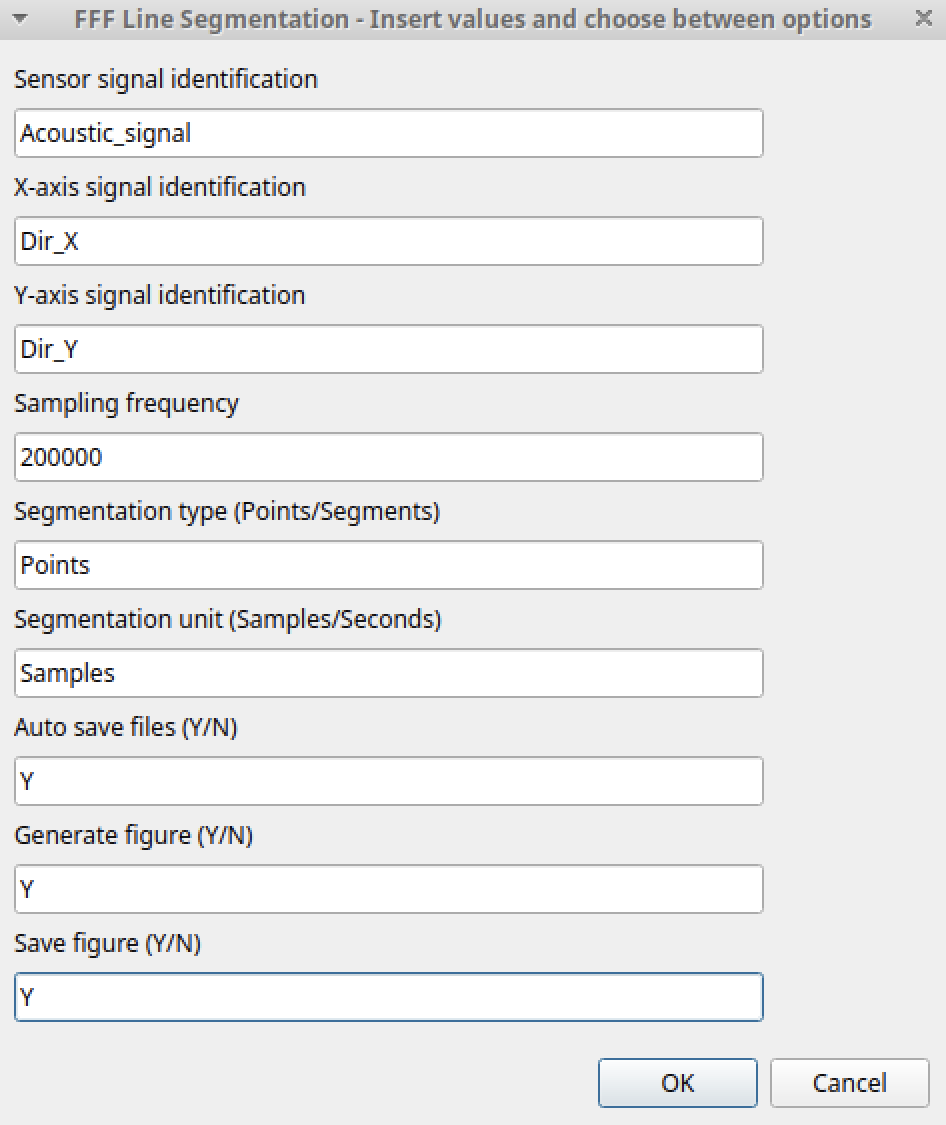 FFF Line Segmentation - Insert values and choose between options
Sensor signal identification
Acoustic_signal
X-axis signal identification
Dir_X
Y-axis signal identification
Dir_Y
Sampling frequency
200000
Segmentation type (Points/Segments)
Points
Segmentation unit (Samples/Seconds)
Samples
Auto save files (Y/N)
Y
Generate figure (Y/N)
Y
Save figure (Y/N)
Y
OK Cancel